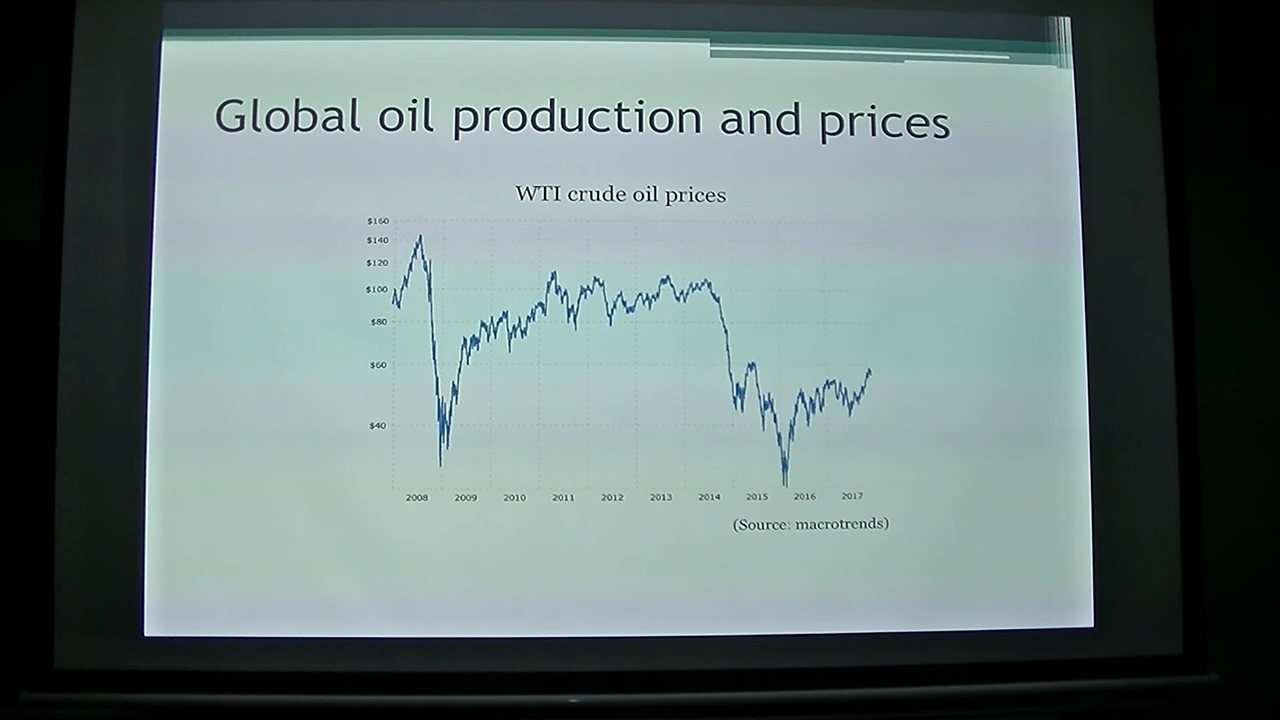 Global oil production and prices
WTI crude oil prices
$160
$140
$120
$100
$80
$60
$40
2008 2009 2010 2011 2012 2013 2014 2015 2016 2017
(Source: macrotrends)